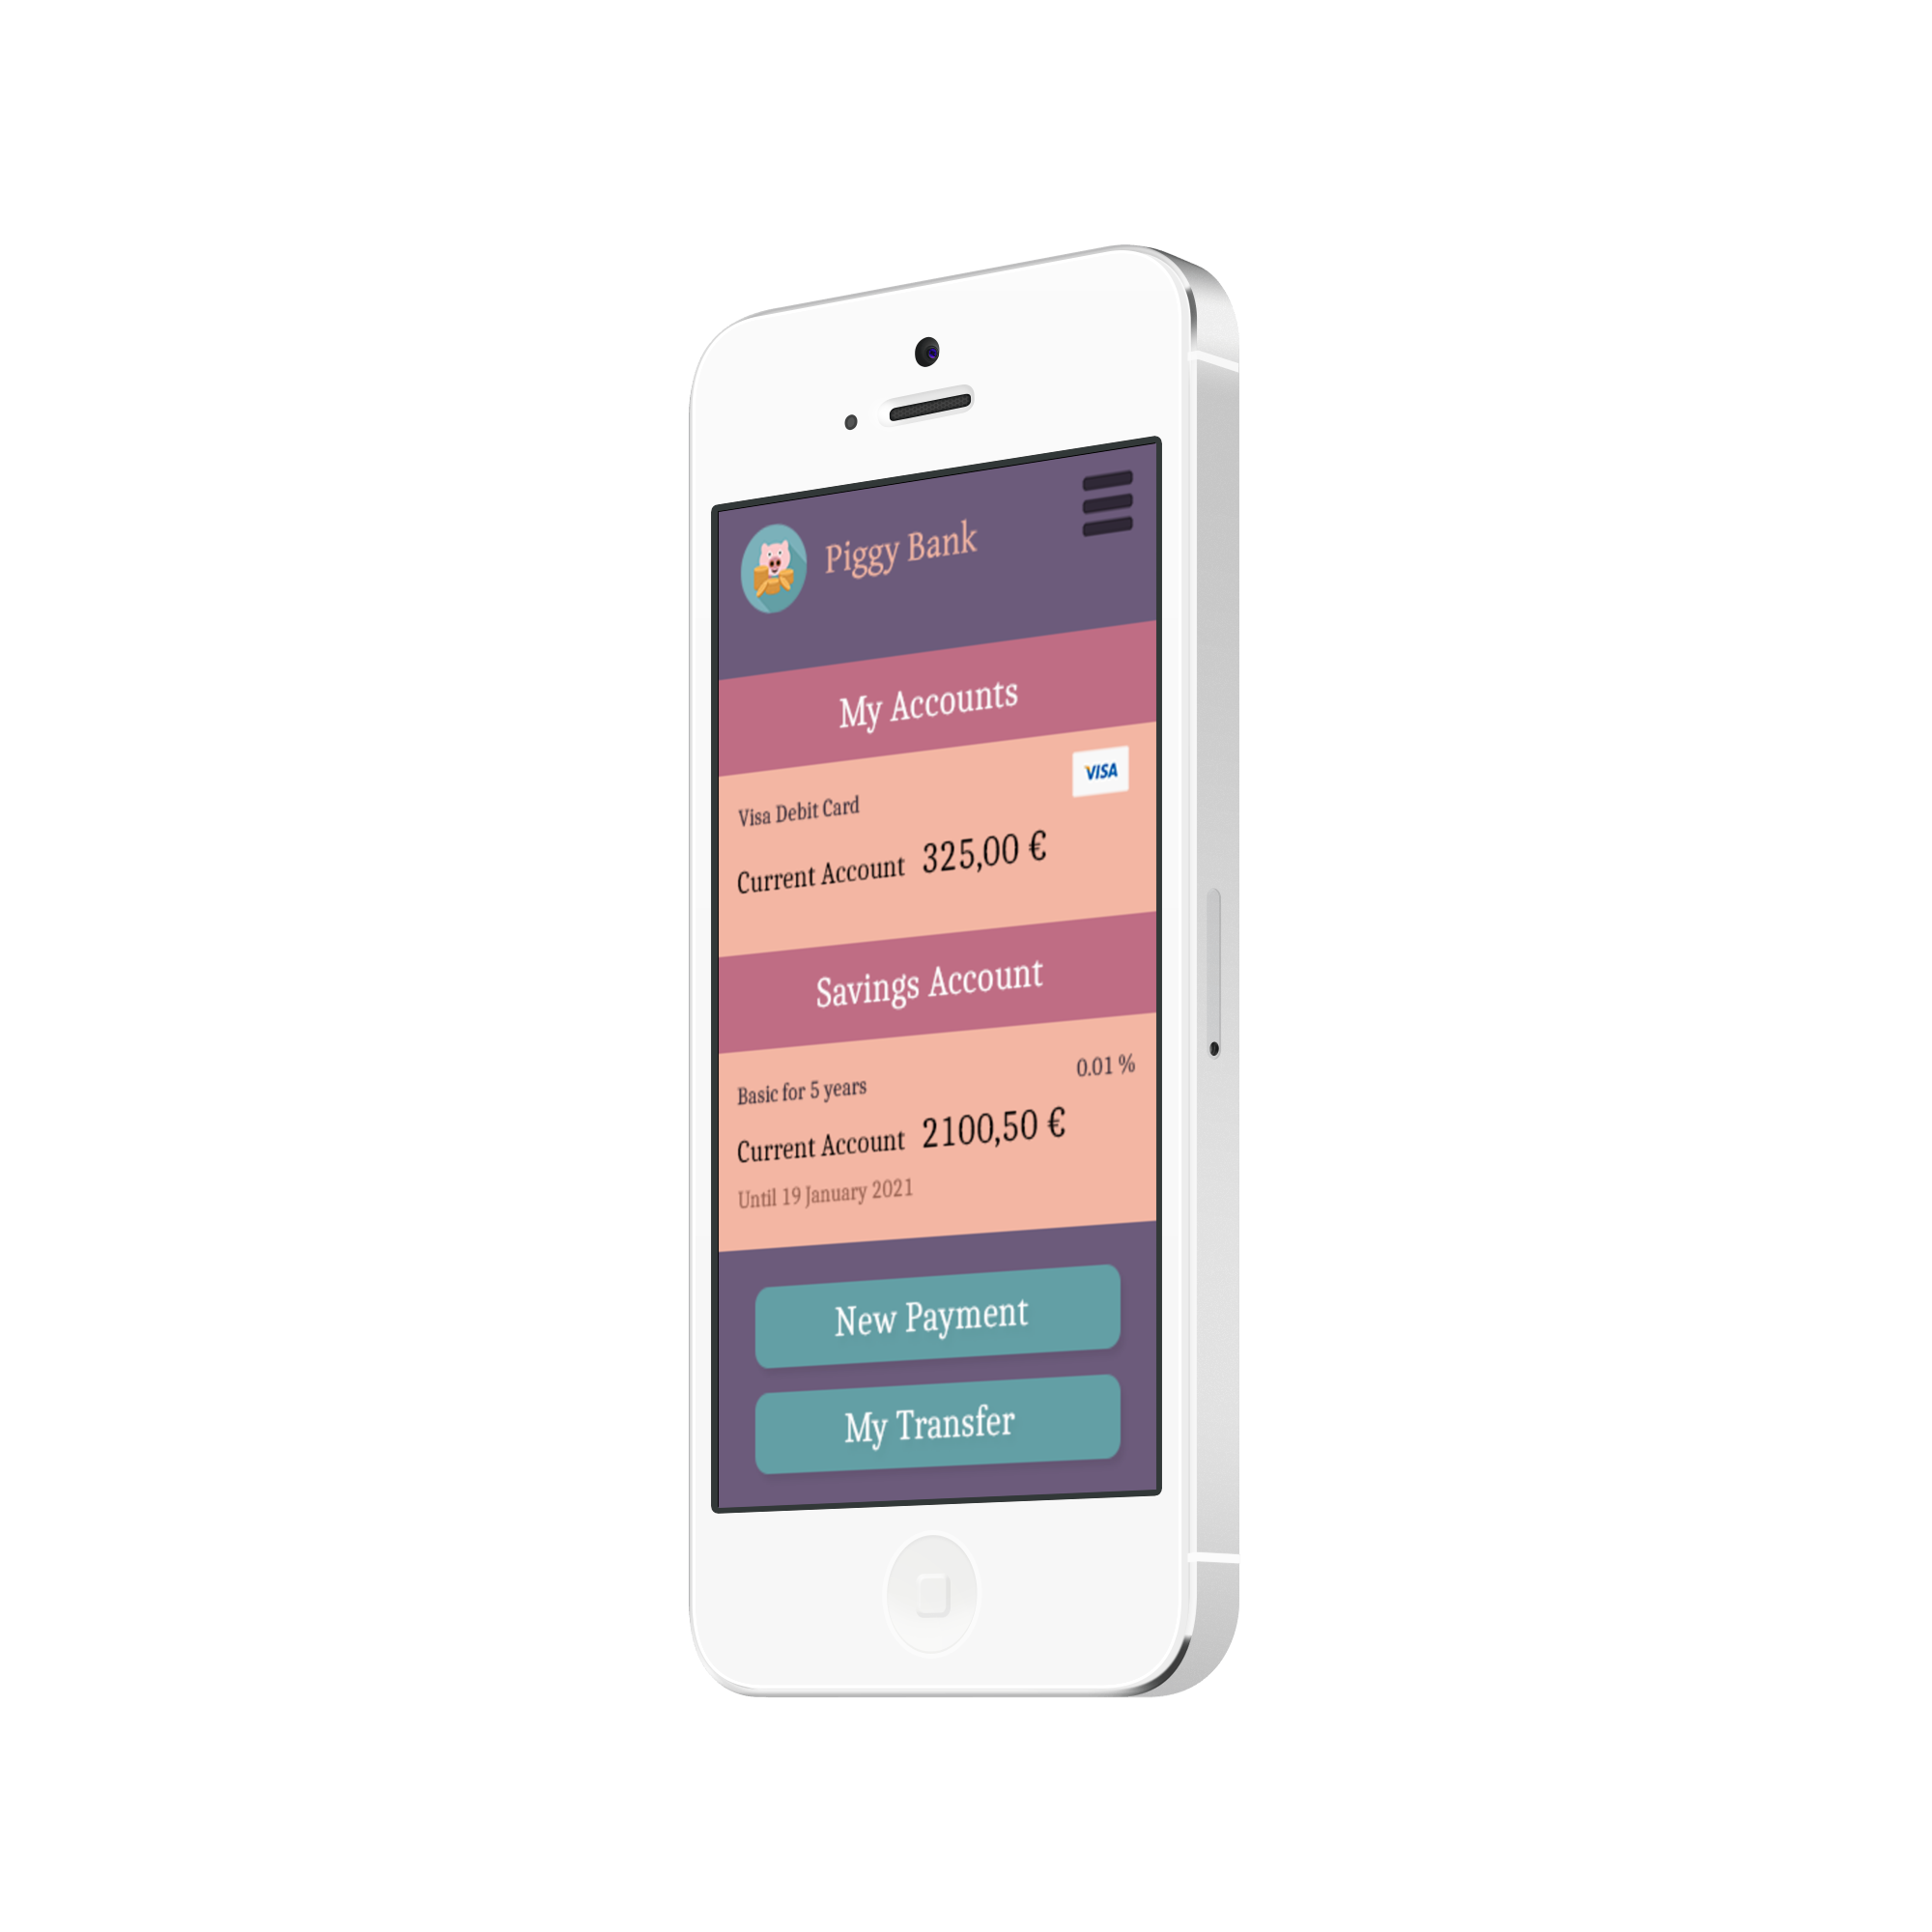 Piggy Bank
My Accounts
VISA
Visa Debit Card
Current Account 325,00 €
Savings Account
Basic for 5 years 0.01 %
Current Account 2100,50 €
Until 19 January 2021
New Payment
My Transfer